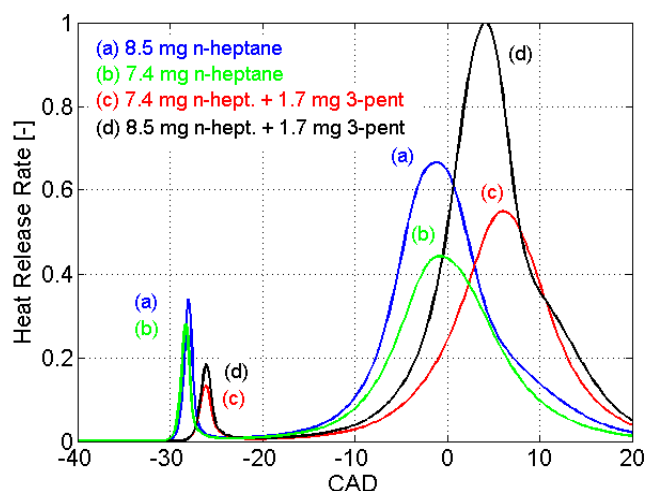 1
(a) 8.5 mg n-heptane
(b) 7.4 mg n-heptane
(c) 7.4 mg n-hept. + 1.7 mg 3-pent
(d) 8.5 mg n-hept. + 1.7 mg 3-pent
(d)
0.8
(a)
0.6
(c)
(b)
0.4
(a)
(b)
0.2
(d)
(c)
0
-40 -30 -20 -10 0 10 20
CAD
Heat Release Rate [-]